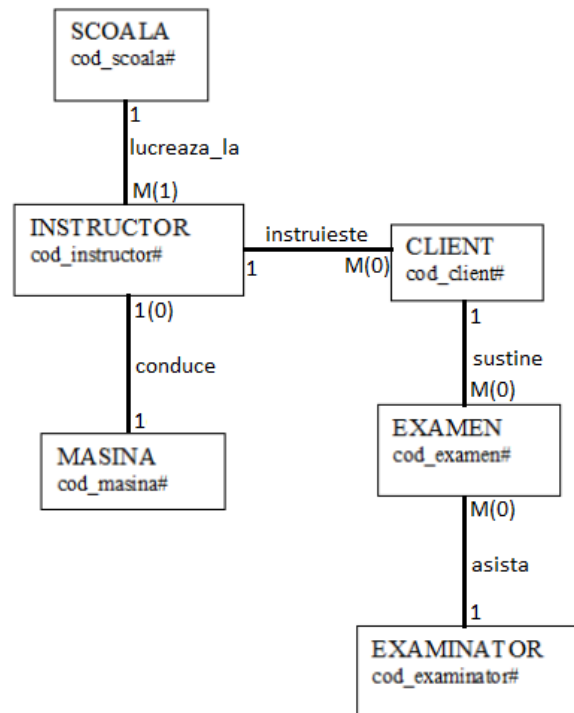 SCOALA
cod_scoala#
1
lucreaza_la
M(1)
INSTRUCTOR
cod_instructor#
instruieste
1
M(0)
CLIENT
cod_client#
1(0)
conduce
1
MASINA
cod_masina#
1
sustine
M(0)
EXAMEN
cod_examen#
M(0)
asista
1
EXAMINATOR
cod_examinator#